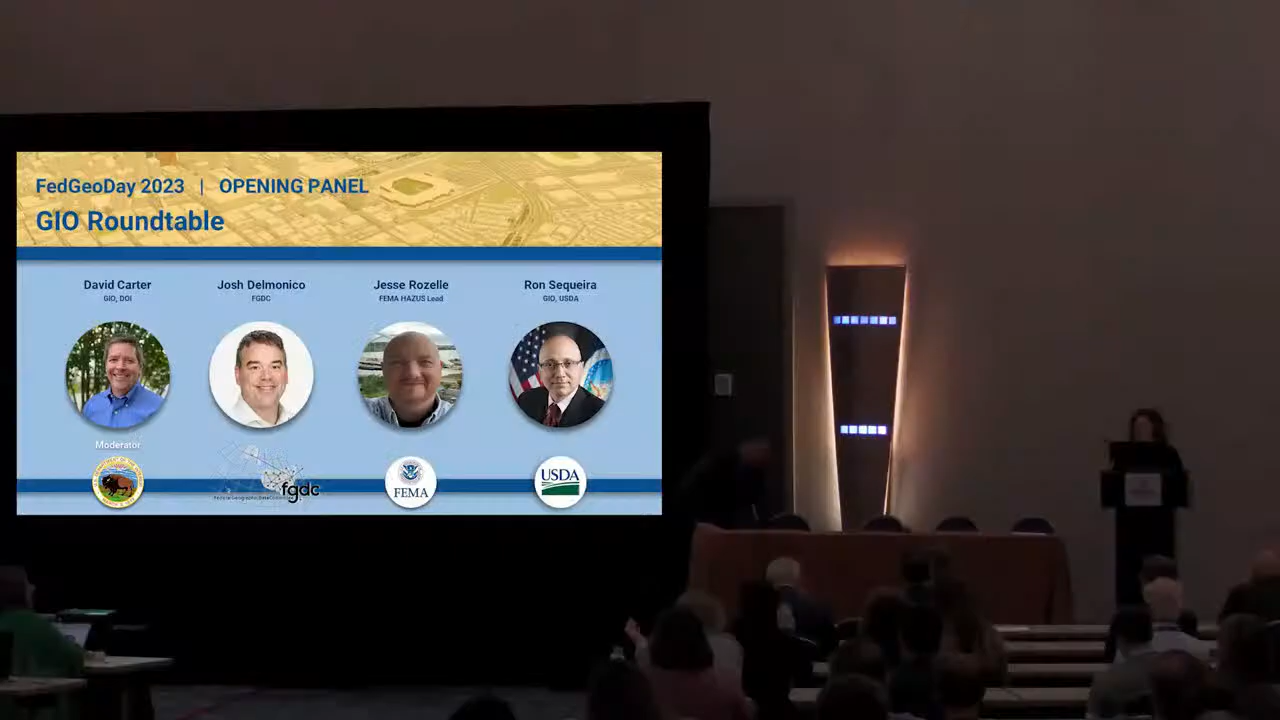 FedGeoDay 2023 | OPENING PANEL
GIO Roundtable
David Carter
GIO, DOI
Josh Delmonico
FGDC
Jesse Rozelle
FEMA HAZUS Lead
Ron Sequeira
GIO, USDA
Moderator
fgdc
FEMA
USDA